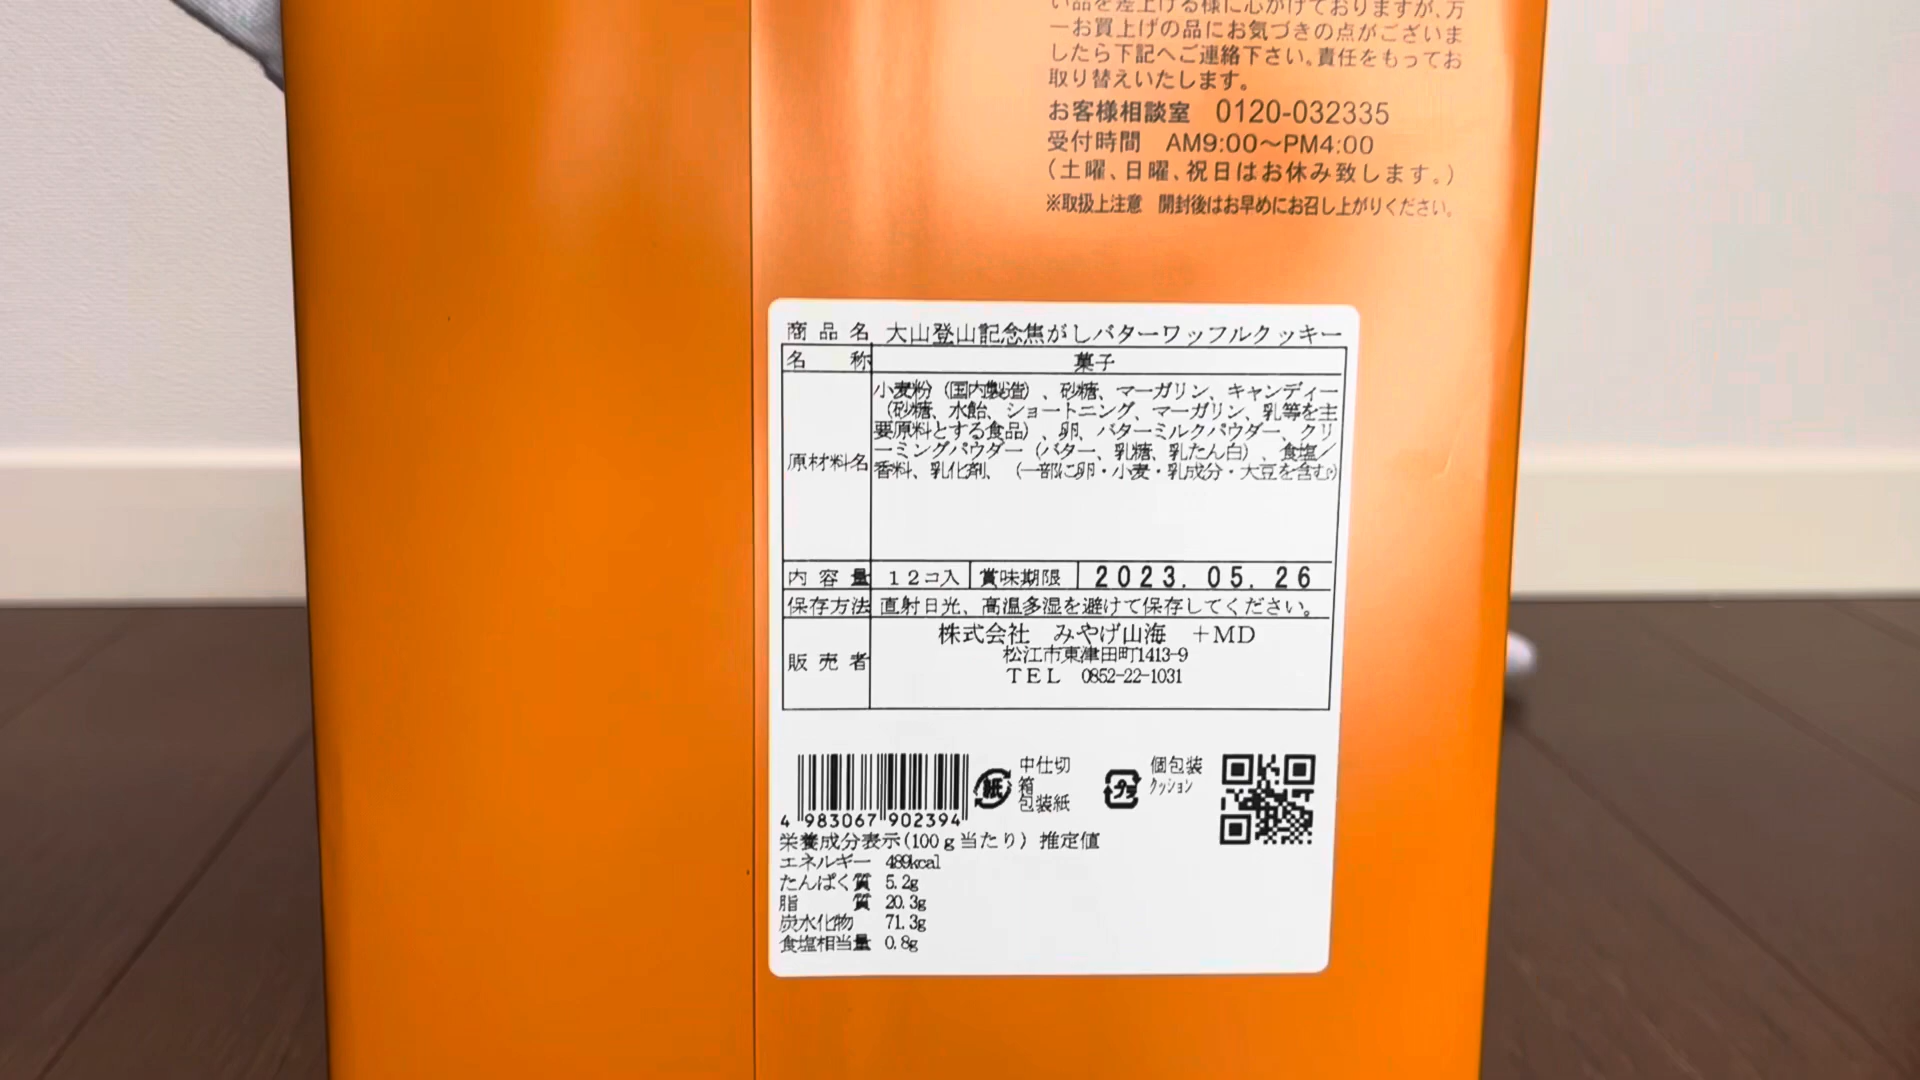 い品を差上げる様に心がけておりますが、万
一お買上げの品にお気づきの点がございま
したら下記へご連絡下さい。責任をもってお
取り替えいたします。
お客様相談室 0120-032335
受付時間 AM9:00〜PM4:00
(土曜、日曜、祝日はお休み致します。)
※取扱上注意 開封後はお早めにお召し上がりください。
商品名 大山登山記念焦がしバターワッフルクッキー
名称 菓子
原材料名 小麦粉（国内製造）、砂糖、マーガリン、キャンディー
（砂糖、水飴、ショートニング、マーガリン、乳等を主
要原料とする食品）、卵、バターミルクパウダー、クリ
ーミングパウダー（バター、乳糖、乳たん白）、食塩／
香料、乳化剤、（一部に卵・小麦・乳成分・大豆を含む）
内容量 12コ入 賞味期限 2023.05.26
保存方法 直射日光、高温多湿を避けて保存してください。
販売者 株式会社 みやげ山海 +MD
松江市東津田町1413-9
TEL 0852-22-1031
4 983067 902394
紙 中仕切
箱
包装紙
プラ 個包装
クッション
栄養成分表示(100g当たり) 推定値
エネルギー 489kcal
たんぱく質 5.2g
脂質 20.3g
炭水化物 71.3g
食塩相当量 0.8g